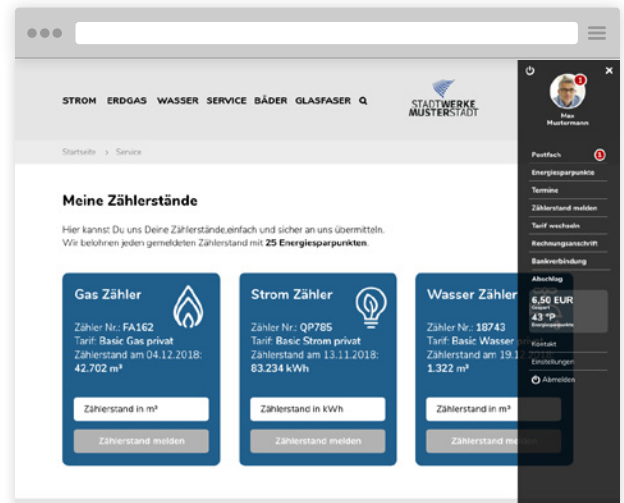 STROM ERDGAS WASSER SERVICE BÄDER GLASFASER
STADTWERKE
MUSTERSTADT
Startseite > Service
Meine Zählerstände
Hier kannst Du uns Deine Zählerstände,einfach und sicher an uns übermitteln.
Wir belohnen jeden gemeldeten Zählerstand mit 25 Energiesparpunkten.
Gas Zähler
Zähler Nr.: FA162
Tarif: Basic Gas privat
Zählerstand am 04.12.2018:
42.702 m³
Zählerstand in m³
Zählerstand melden
Strom Zähler
Zähler Nr.: QP785
Tarif: Basic Strom privat
Zählerstand am 13.11.2018:
83.234 kWh
Zählerstand in kWh
Zählerstand melden
Wasser Zähler
Zähler Nr.: 18743
Tarif: Basic Wasser privat
Zählerstand am 19.12.2018:
1.322 m³
Zählerstand in m³
Zählerstand melden
1
Max
Mustermann
Postfach 1
Energiesparpunkte
Termine
Zählerstand melden
Tarif wechseln
Rechnungsanschrift
Bankverbindung
Abschlag
6,50 EUR
Gespart
43 °P
Energiesparpunkte
Kontakt
Einstellungen
Abmelden